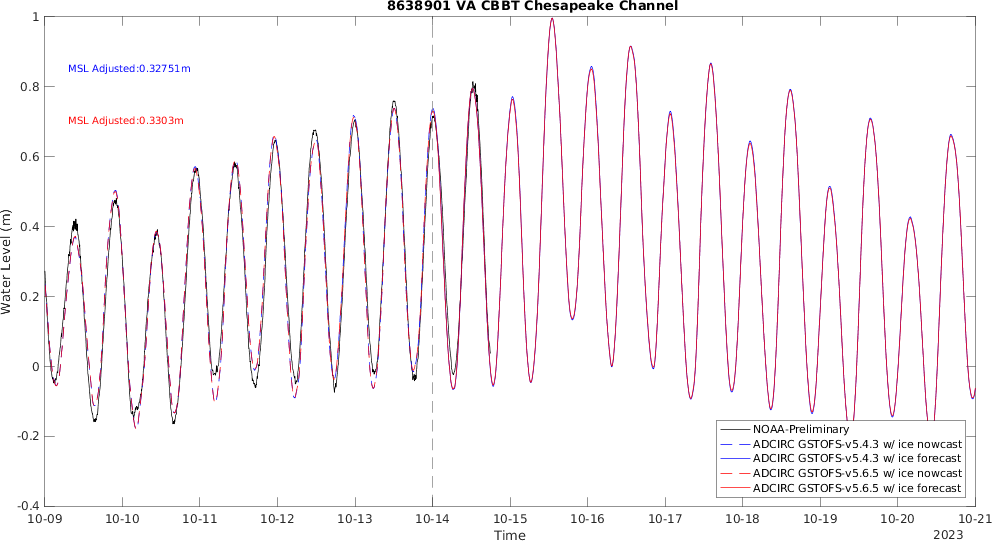 8638901 VA CBBT Chesapeake Channel
MSL Adjusted:0.32751m
MSL Adjusted:0.3303m
Water Level (m)
1
0.8
0.6
0.4
0.2
0
-0.2
-0.4
NOAA-Preliminary
ADCIRC GSTOFS-v5.4.3 w/ ice nowcast
ADCIRC GSTOFS-v5.4.3 w/ ice forecast
ADCIRC GSTOFS-v5.6.5 w/ ice nowcast
ADCIRC GSTOFS-v5.6.5 w/ ice forecast
10-09 10-10 10-11 10-12 10-13 10-14 10-15 10-16 10-17 10-18 10-19 10-20 10-21
Time
2023